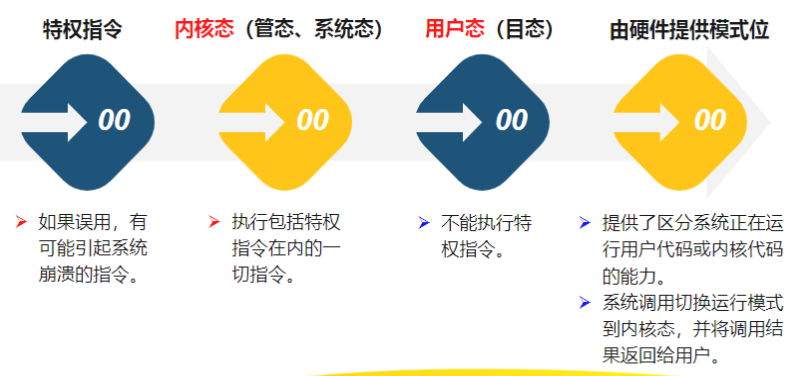 特权指令
内核态（管态、系统态）
用户态（目态）
由硬件提供模式位
00
00
00
00
如果误用，有
可能引起系统
崩溃的指令。
执行包括特权
指令在内的一
切指令。
不能执行特
权指令。
提供了区分系统正在运
行用户代码或内核代码
的能力。
系统调用切换运行模式
到内核态，并将调用结
果返回给用户。